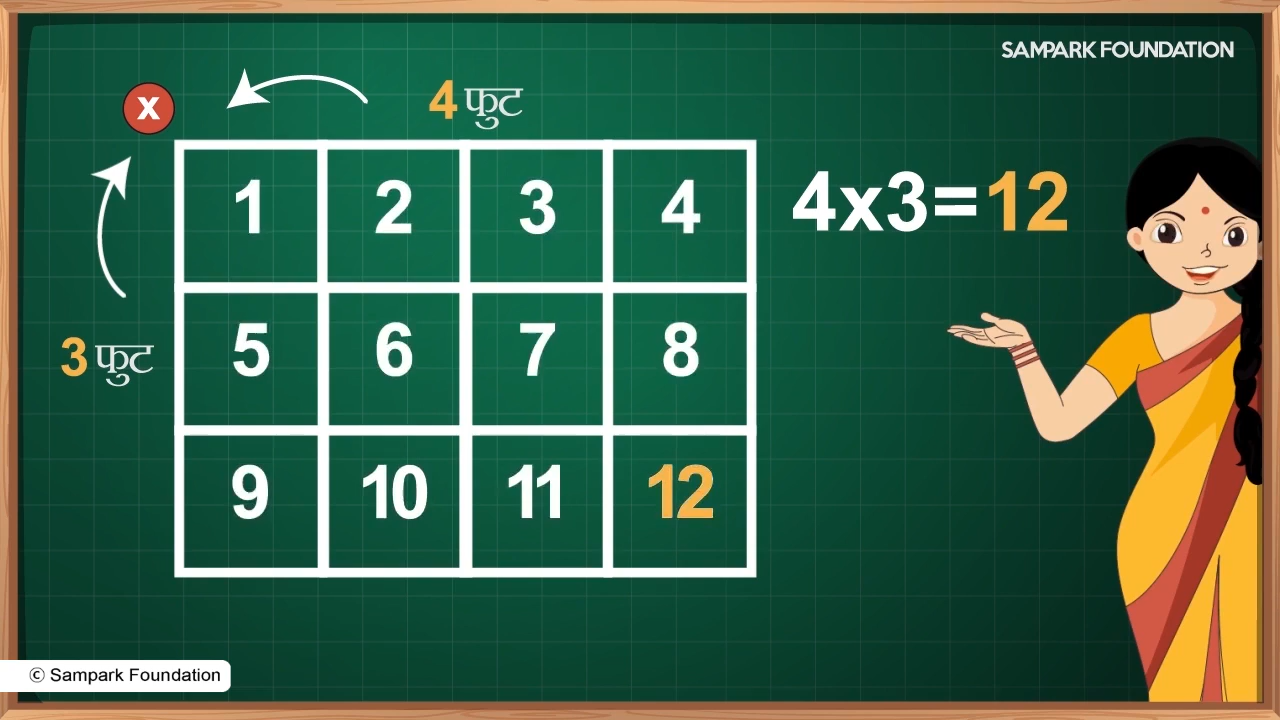 SAMPARK FOUNDATION
x
4 फुट
1 2 3 4
4x3=12
3 फुट
5 6 7 8
9 10 11 12
© Sampark Foundation